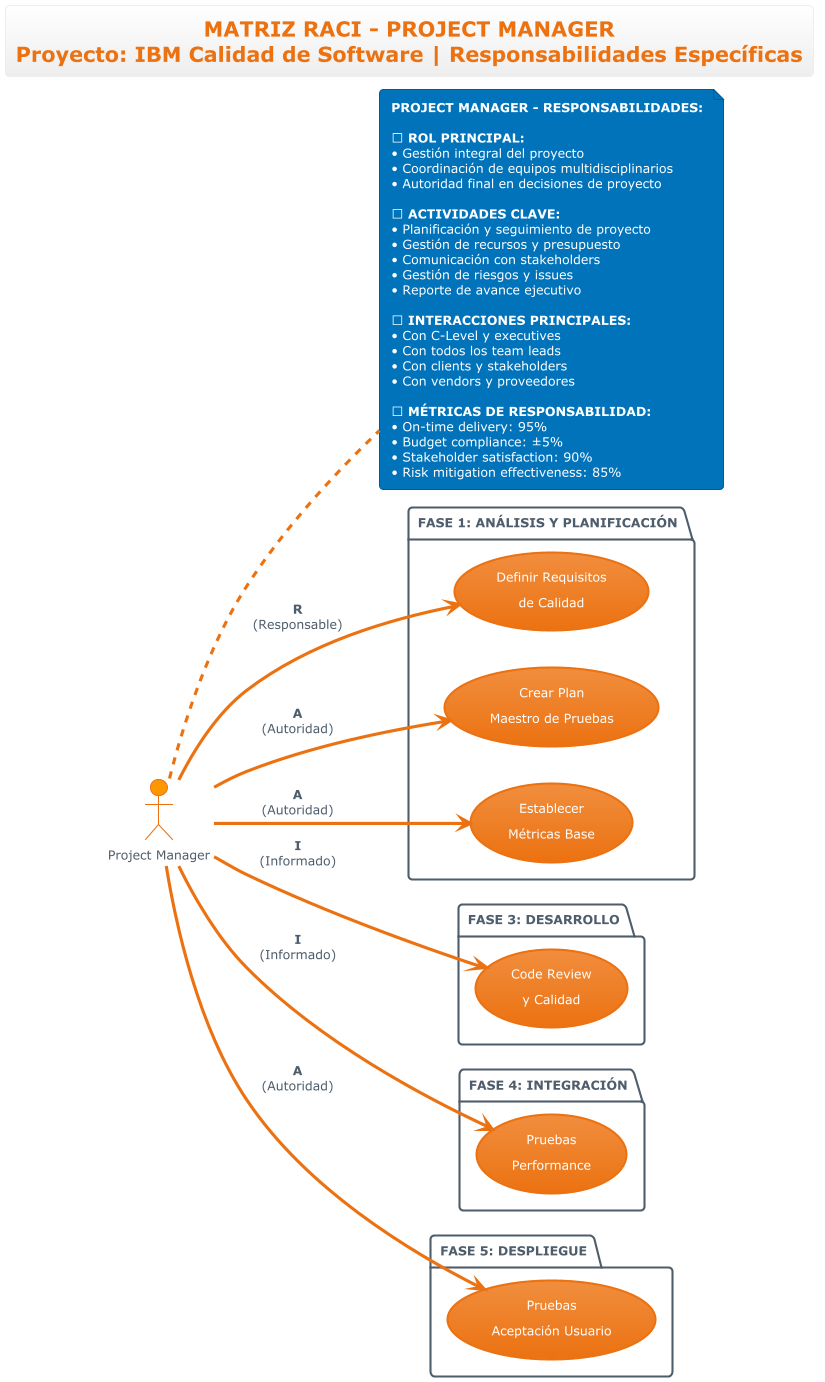 MATRIZ RACI - PROJECT MANAGER
Proyecto: IBM Calidad de Software | Responsabilidades Específicas
PROJECT MANAGER - RESPONSABILIDADES:
ROL PRINCIPAL:
• Gestión integral del proyecto
• Coordinación de equipos multidisciplinarios
• Autoridad final en decisiones de proyecto
ACTIVIDADES CLAVE:
• Planificación y seguimiento de proyecto
• Gestión de recursos y presupuesto
• Comunicación con stakeholders
• Gestión de riesgos y issues
• Reporte de avance ejecutivo
INTERACCIONES PRINCIPALES:
• Con C-Level y executives
• Con todos los team leads
• Con clients y stakeholders
• Con vendors y proveedores
MÉTRICAS DE RESPONSABILIDAD:
• On-time delivery: 95%
• Budget compliance: ±5%
• Stakeholder satisfaction: 90%
• Risk mitigation effectiveness: 85%
FASE 1: ANÁLISIS Y PLANIFICACIÓN
Definir Requisitos
de Calidad
R
(Responsable)
Crear Plan
Maestro de Pruebas
A
(Autoridad)
Establecer
Métricas Base
A
(Autoridad)
Project Manager
I
(Informado)
FASE 3: DESARROLLO
Code Review
y Calidad
I
(Informado)
FASE 4: INTEGRACIÓN
Pruebas
Performance
A
(Autoridad)
FASE 5: DESPLIEGUE
Pruebas
Aceptación Usuario